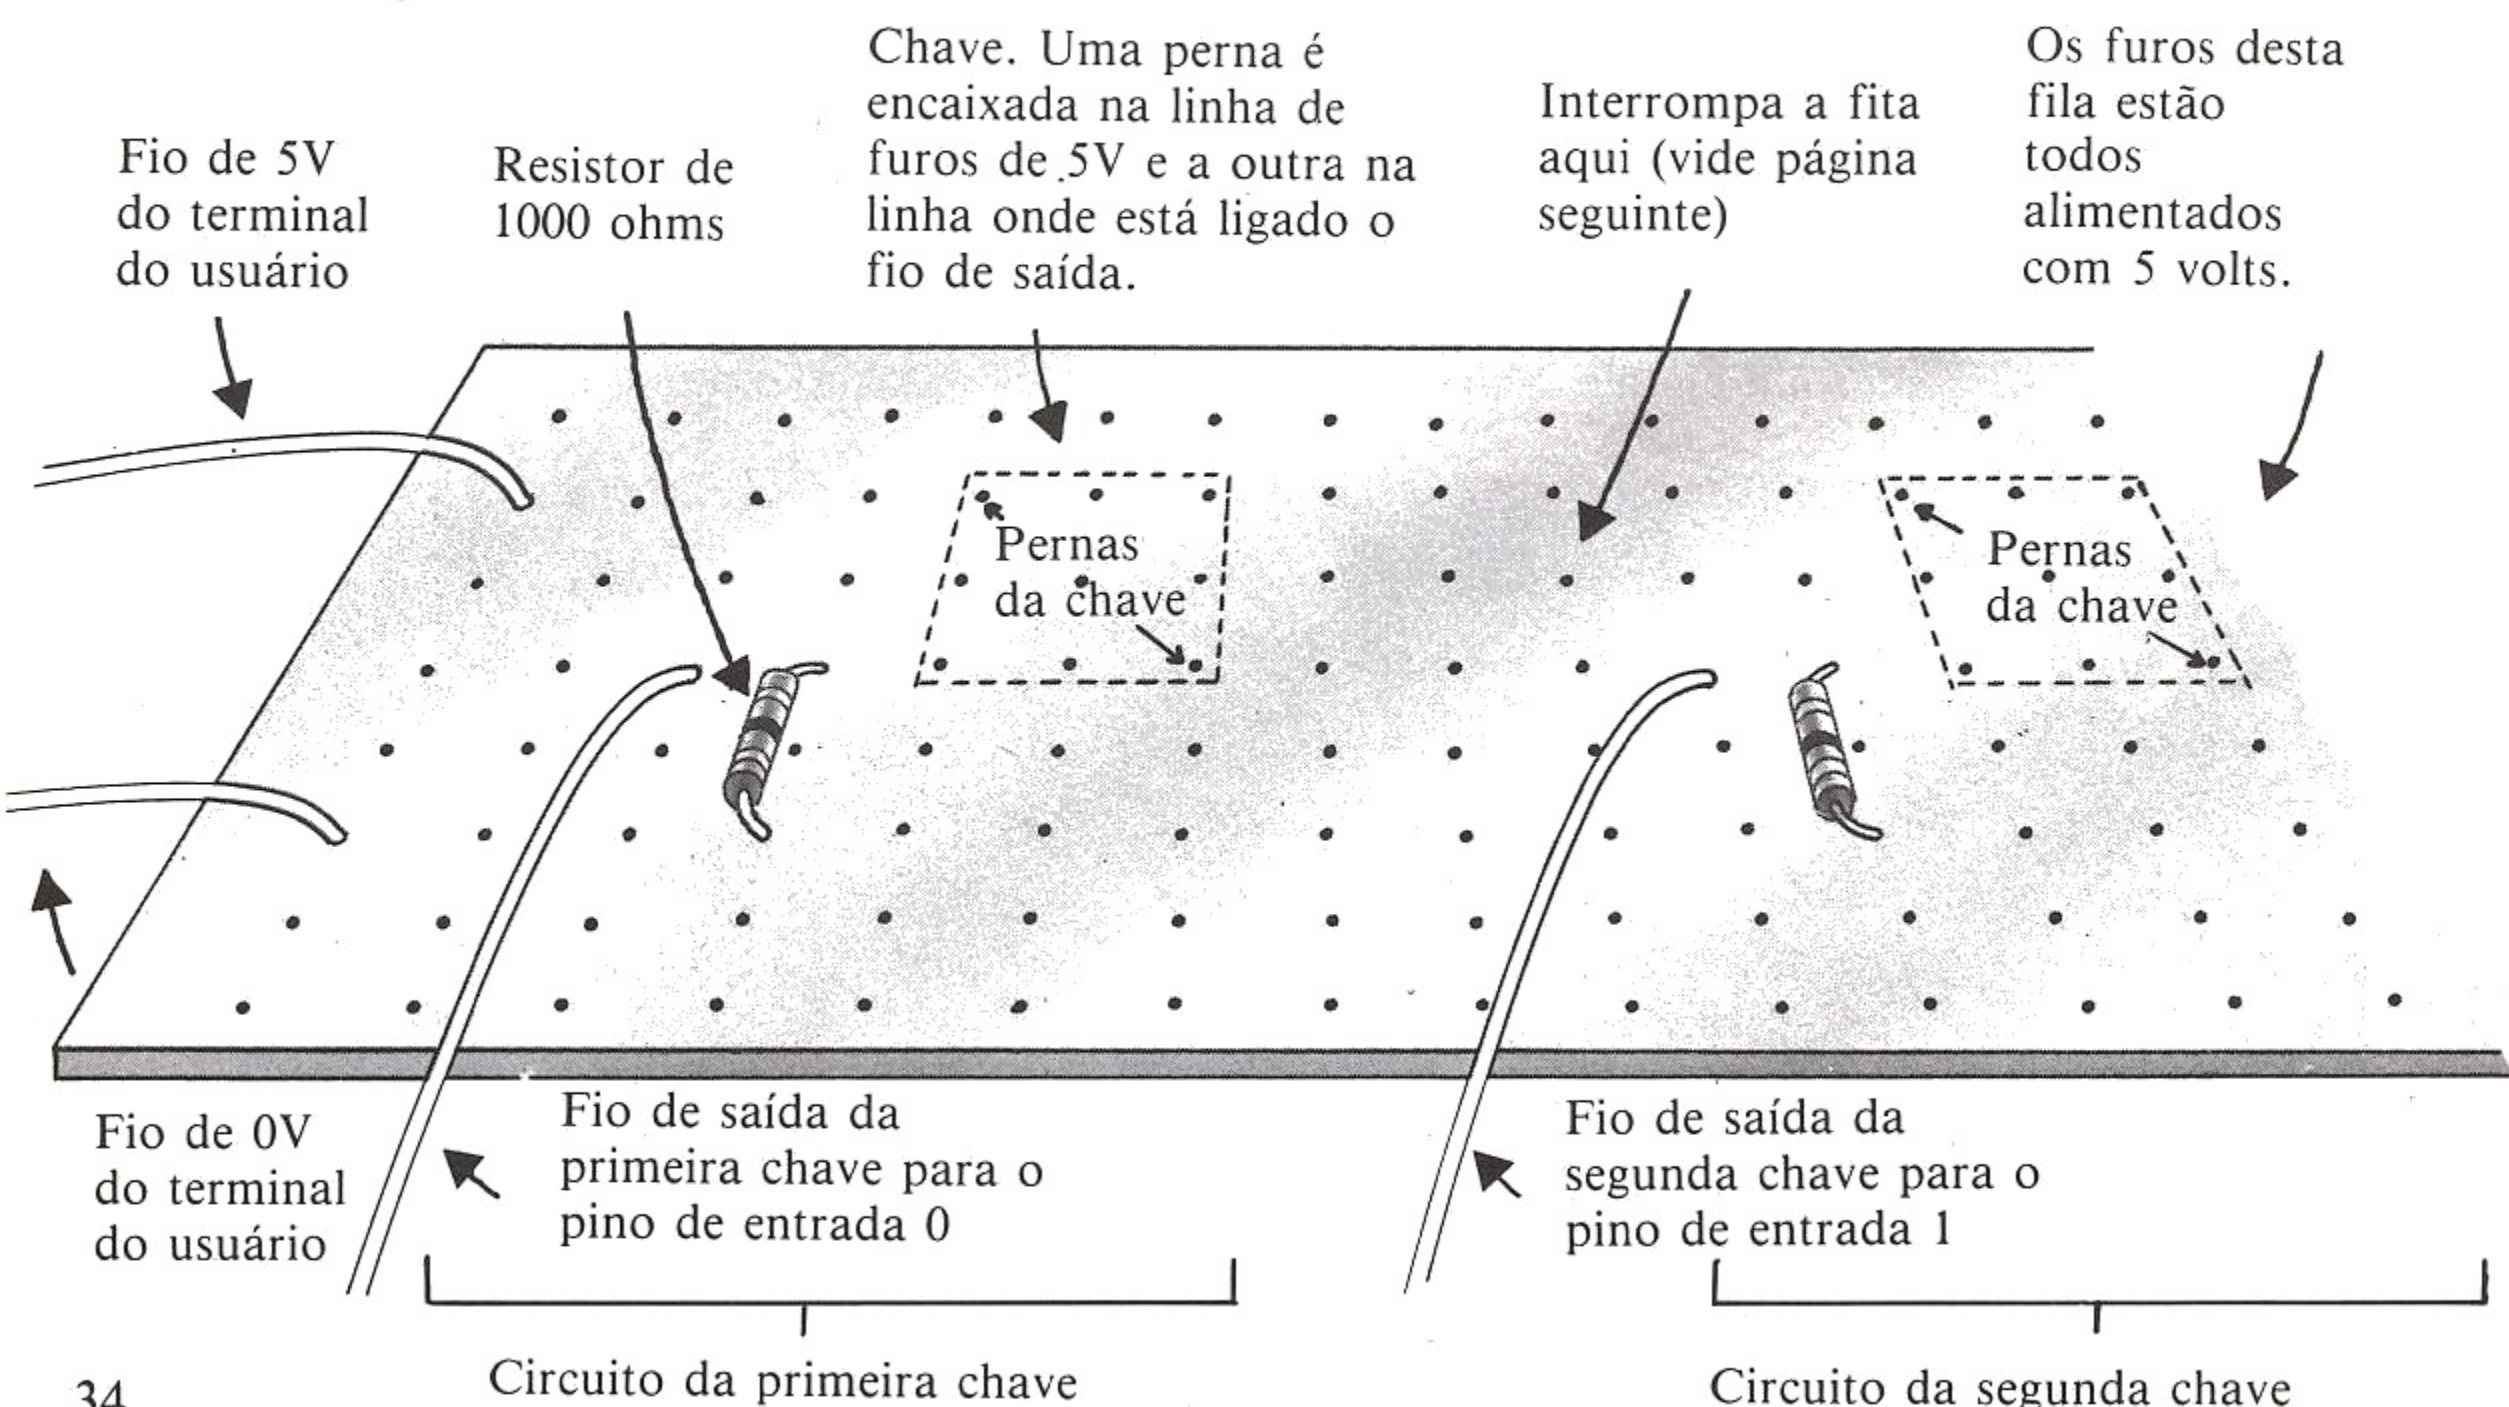 Fio de 5V
do terminal
do usuário
Resistor de
1000 ohms
Chave. Uma perna é
encaixada na linha de
furos de 5V e a outra na
linha onde está ligado o
fio de saída.
Interrompa a fita
aqui (vide página
seguinte)
Os furos desta
fila estão
todos
alimentados
com 5 volts.
Pernas
da chave
Pernas
da chave
Fio de 0V
do terminal
do usuário
Fio de saída da
primeira chave para o
pino de entrada 0
Fio de saída da
segunda chave para o
pino de entrada 1
Circuito da primeira chave
Circuito da segunda chave
34